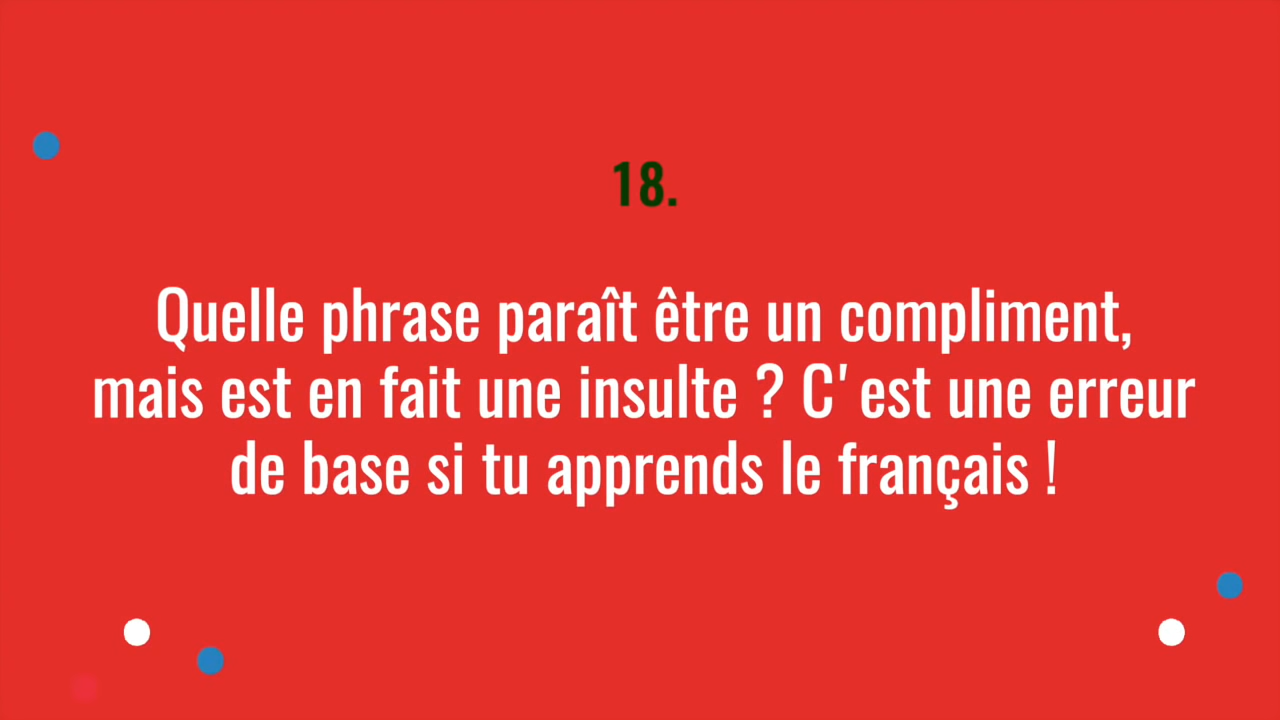 18.
Quelle phrase paraît être un compliment,
mais est en fait une insulte ? C'est une erreur
de base si tu apprends le français !